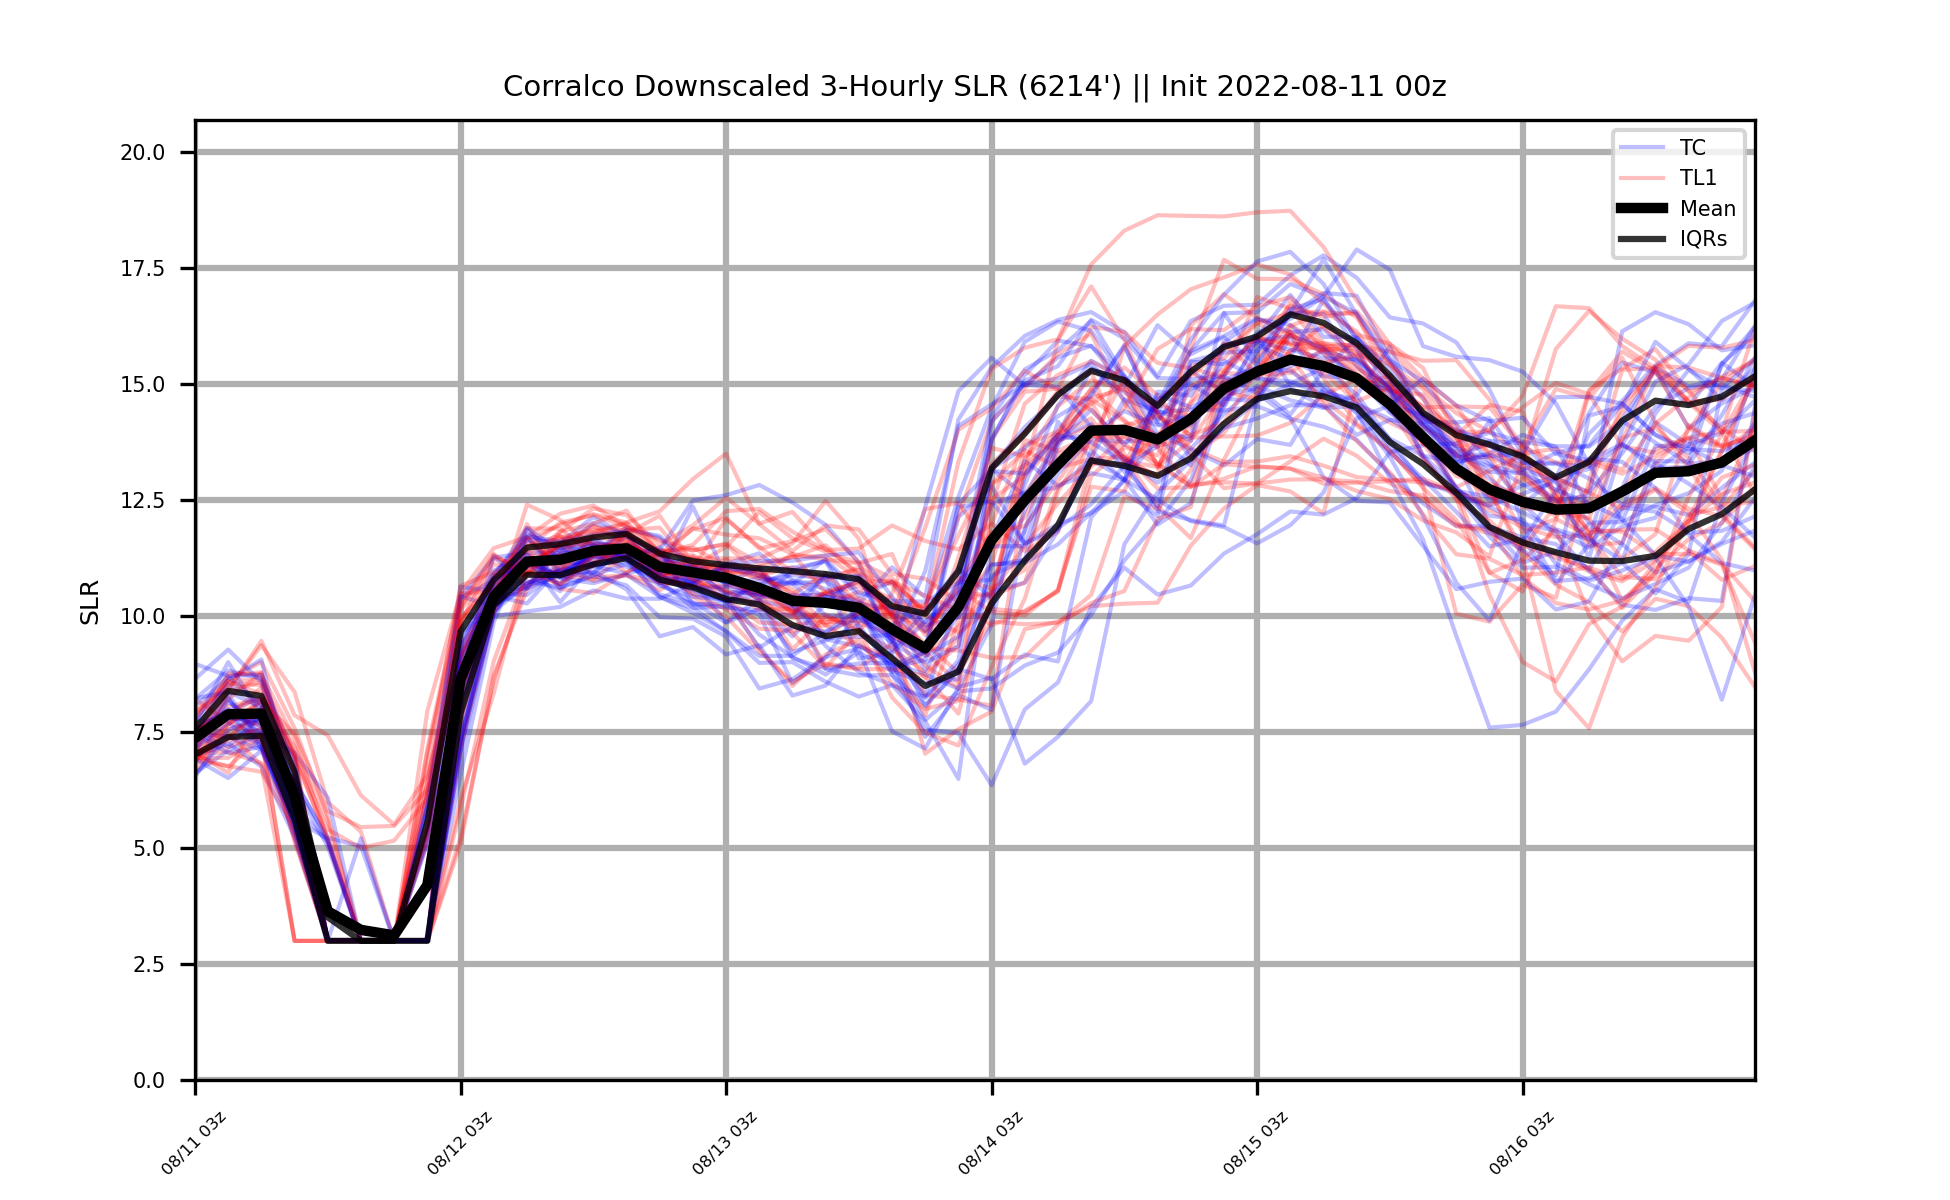 Corralco Downscaled 3-Hourly SLR (6214') || Init 2022-08-11 00z
TC
TL1
Mean
IQRs
SLR
20.0
17.5
15.0
12.5
10.0
7.5
5.0
2.5
0.0
08/11 03z
08/12 03z
08/13 03z
08/14 03z
08/15 03z
08/16 03z